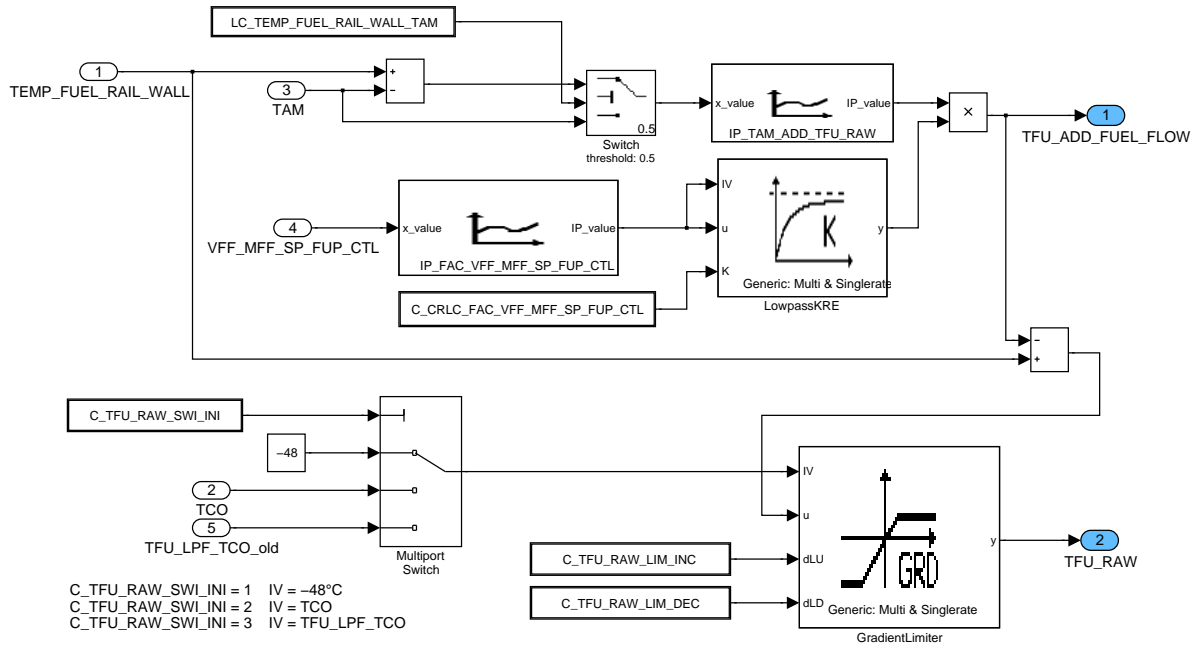 LC_TEMP_FUEL_RAIL_WALL_TAM
1
TEMP_FUEL_RAIL_WALL
+
−
3
TAM
0.5
Switch
threshold: 0.5
x_value
IP_value
IP_TAM_ADD_TFU_RAW
×
1
TFU_ADD_FUEL_FLOW
4
VFF_MFF_SP_FUP_CTL
x_value
IP_value
IP_FAC_VFF_MFF_SP_FUP_CTL
IV
u
K
K
y
Generic: Multi & Singlerate
LowpassKRE
C_CRLC_FAC_VFF_MFF_SP_FUP_CTL
−
+
C_TFU_RAW_SWI_INI
−48
2
TCO
5
TFU_LPF_TCO_old
Multiport
Switch
IV
u
dLU
dLD
GRD
y
Generic: Multi & Singlerate
GradientLimiter
2
TFU_RAW
C_TFU_RAW_LIM_INC
C_TFU_RAW_LIM_DEC
C_TFU_RAW_SWI_INI = 1 IV = −48°C
C_TFU_RAW_SWI_INI = 2 IV = TCO
C_TFU_RAW_SWI_INI = 3 IV = TFU_LPF_TCO